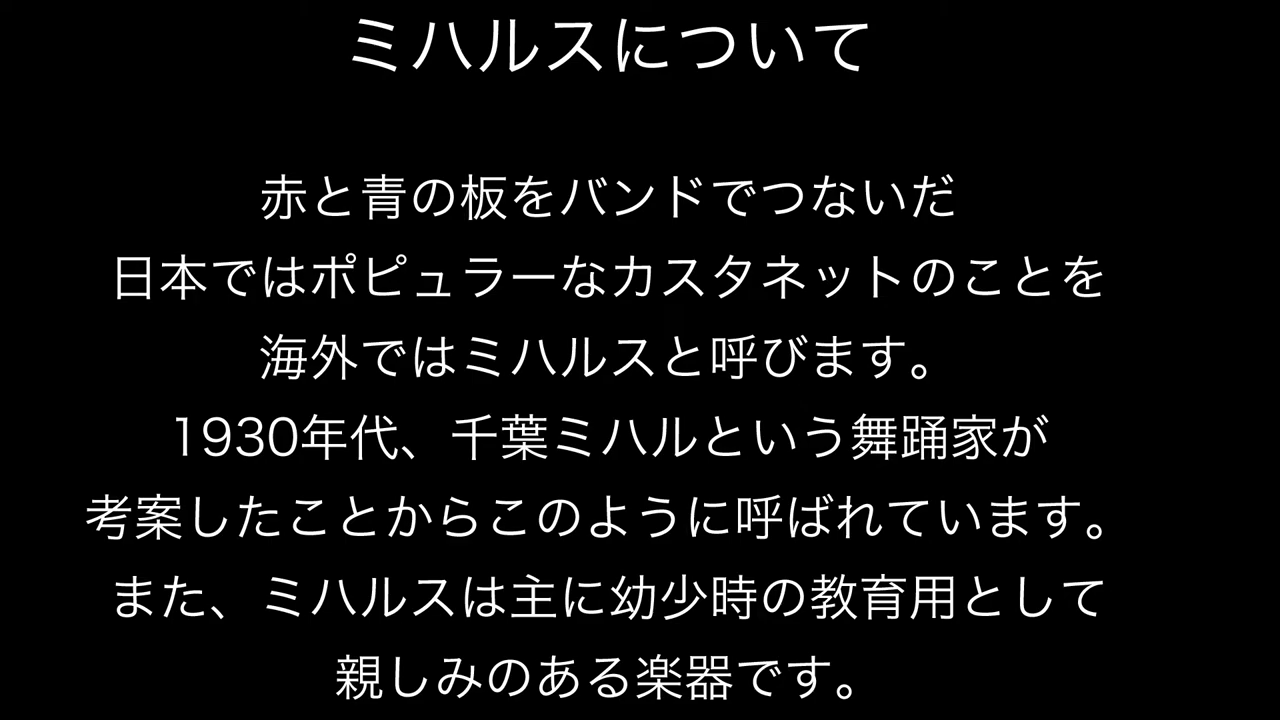 ミハルスについて
赤と青の板をバンドでつないだ
日本ではポピュラーなカスタネットのことを
海外ではミハルスと呼びます。
1930年代、千葉ミハルという舞踊家が
考案したことからこのように呼ばれています。
また、ミハルスは主に幼少時の教育用として
親しみのある楽器です。